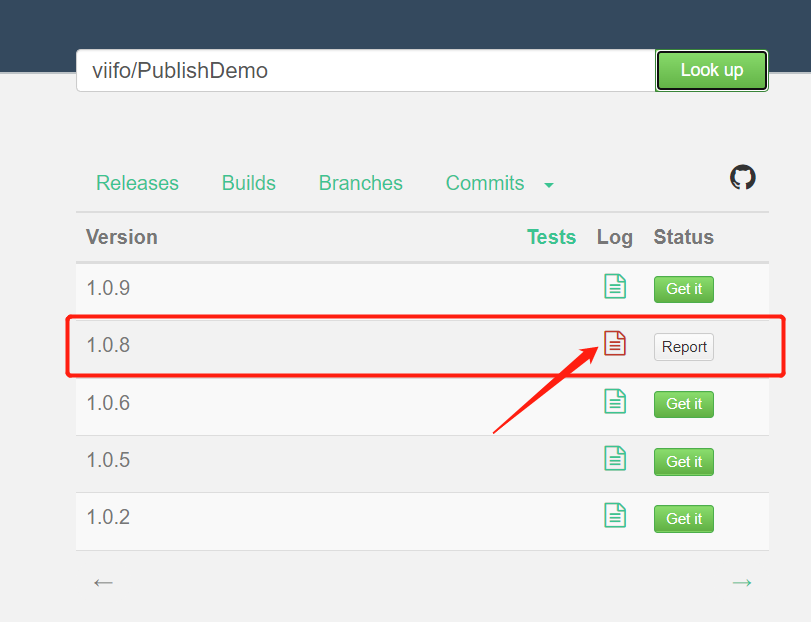 viifo/PublishDemo Look up
Releases Builds Branches Commits
Version Tests Log Status
1.0.9 Get it
1.0.8 Report
1.0.6 Get it
1.0.5 Get it
1.0.2 Get it
← →